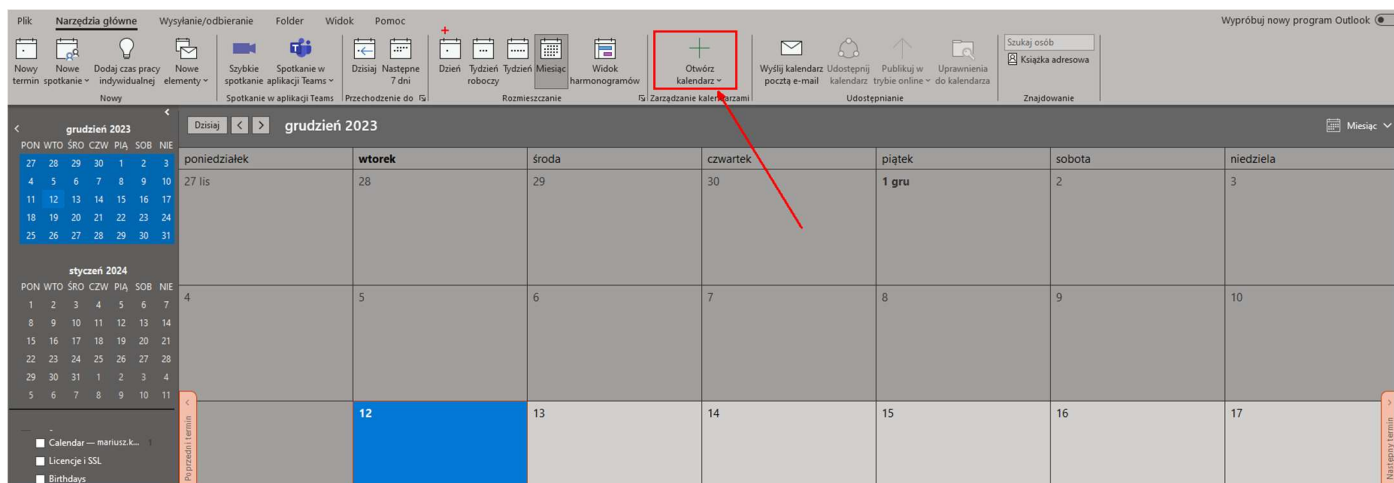 Plik Narzędzia główne Wysyłanie/odbieranie Folder Widok Pomoc Wypróbuj nowy program Outlook
Nowy termin
Nowe spotkanie
Dodaj czas pracy indywidualnej
Nowe elementy
Nowy
Szybkie spotkanie
Spotkanie w aplikacji Teams
Spotkanie w aplikacji Teams
Dzisiaj
Następne 7 dni
Przechodzenie do
Dzień
Tydzień roboczy
Tydzień
Miesiąc
Widok harmonogramów
Rozmieszczanie
Otwórz kalendarz
Zarządzanie kalendarzami
Wyślij kalendarz pocztą e-mail
Udostępnij kalendarz
Publikuj w trybie online
Uprawnienia do kalendarza
Udostępnianie
Szukaj osób
Książka adresowa
Znajdowanie
grudzień 2023
PON WTO ŚRO CZW PIĄ SOB NIE
27 28 29 30 1 2 3
4 5 6 7 8 9 10
11 12 13 14 15 16 17
18 19 20 21 22 23 24
25 26 27 28 29 30 31
styczeń 2024
PON WTO ŚRO CZW PIĄ SOB NIE
1 2 3 4 5 6 7
8 9 10 11 12 13 14
15 16 17 18 19 20 21
22 23 24 25 26 27 28
29 30 31 1 2 3 4
5 6 7 8 9 10 11
Calendar — mariusz.k... 1
Licencje i SSL
Birthdays
Dzisiaj grudzień 2023 Miesiąc
poniedziałek wtorek środa czwartek piątek sobota niedziela
27 lis 28 29 30 1 gru 2 3
4 5 6 7 8 9 10
12 13 14 15 16 17
Poprzedni termin
Następny termin